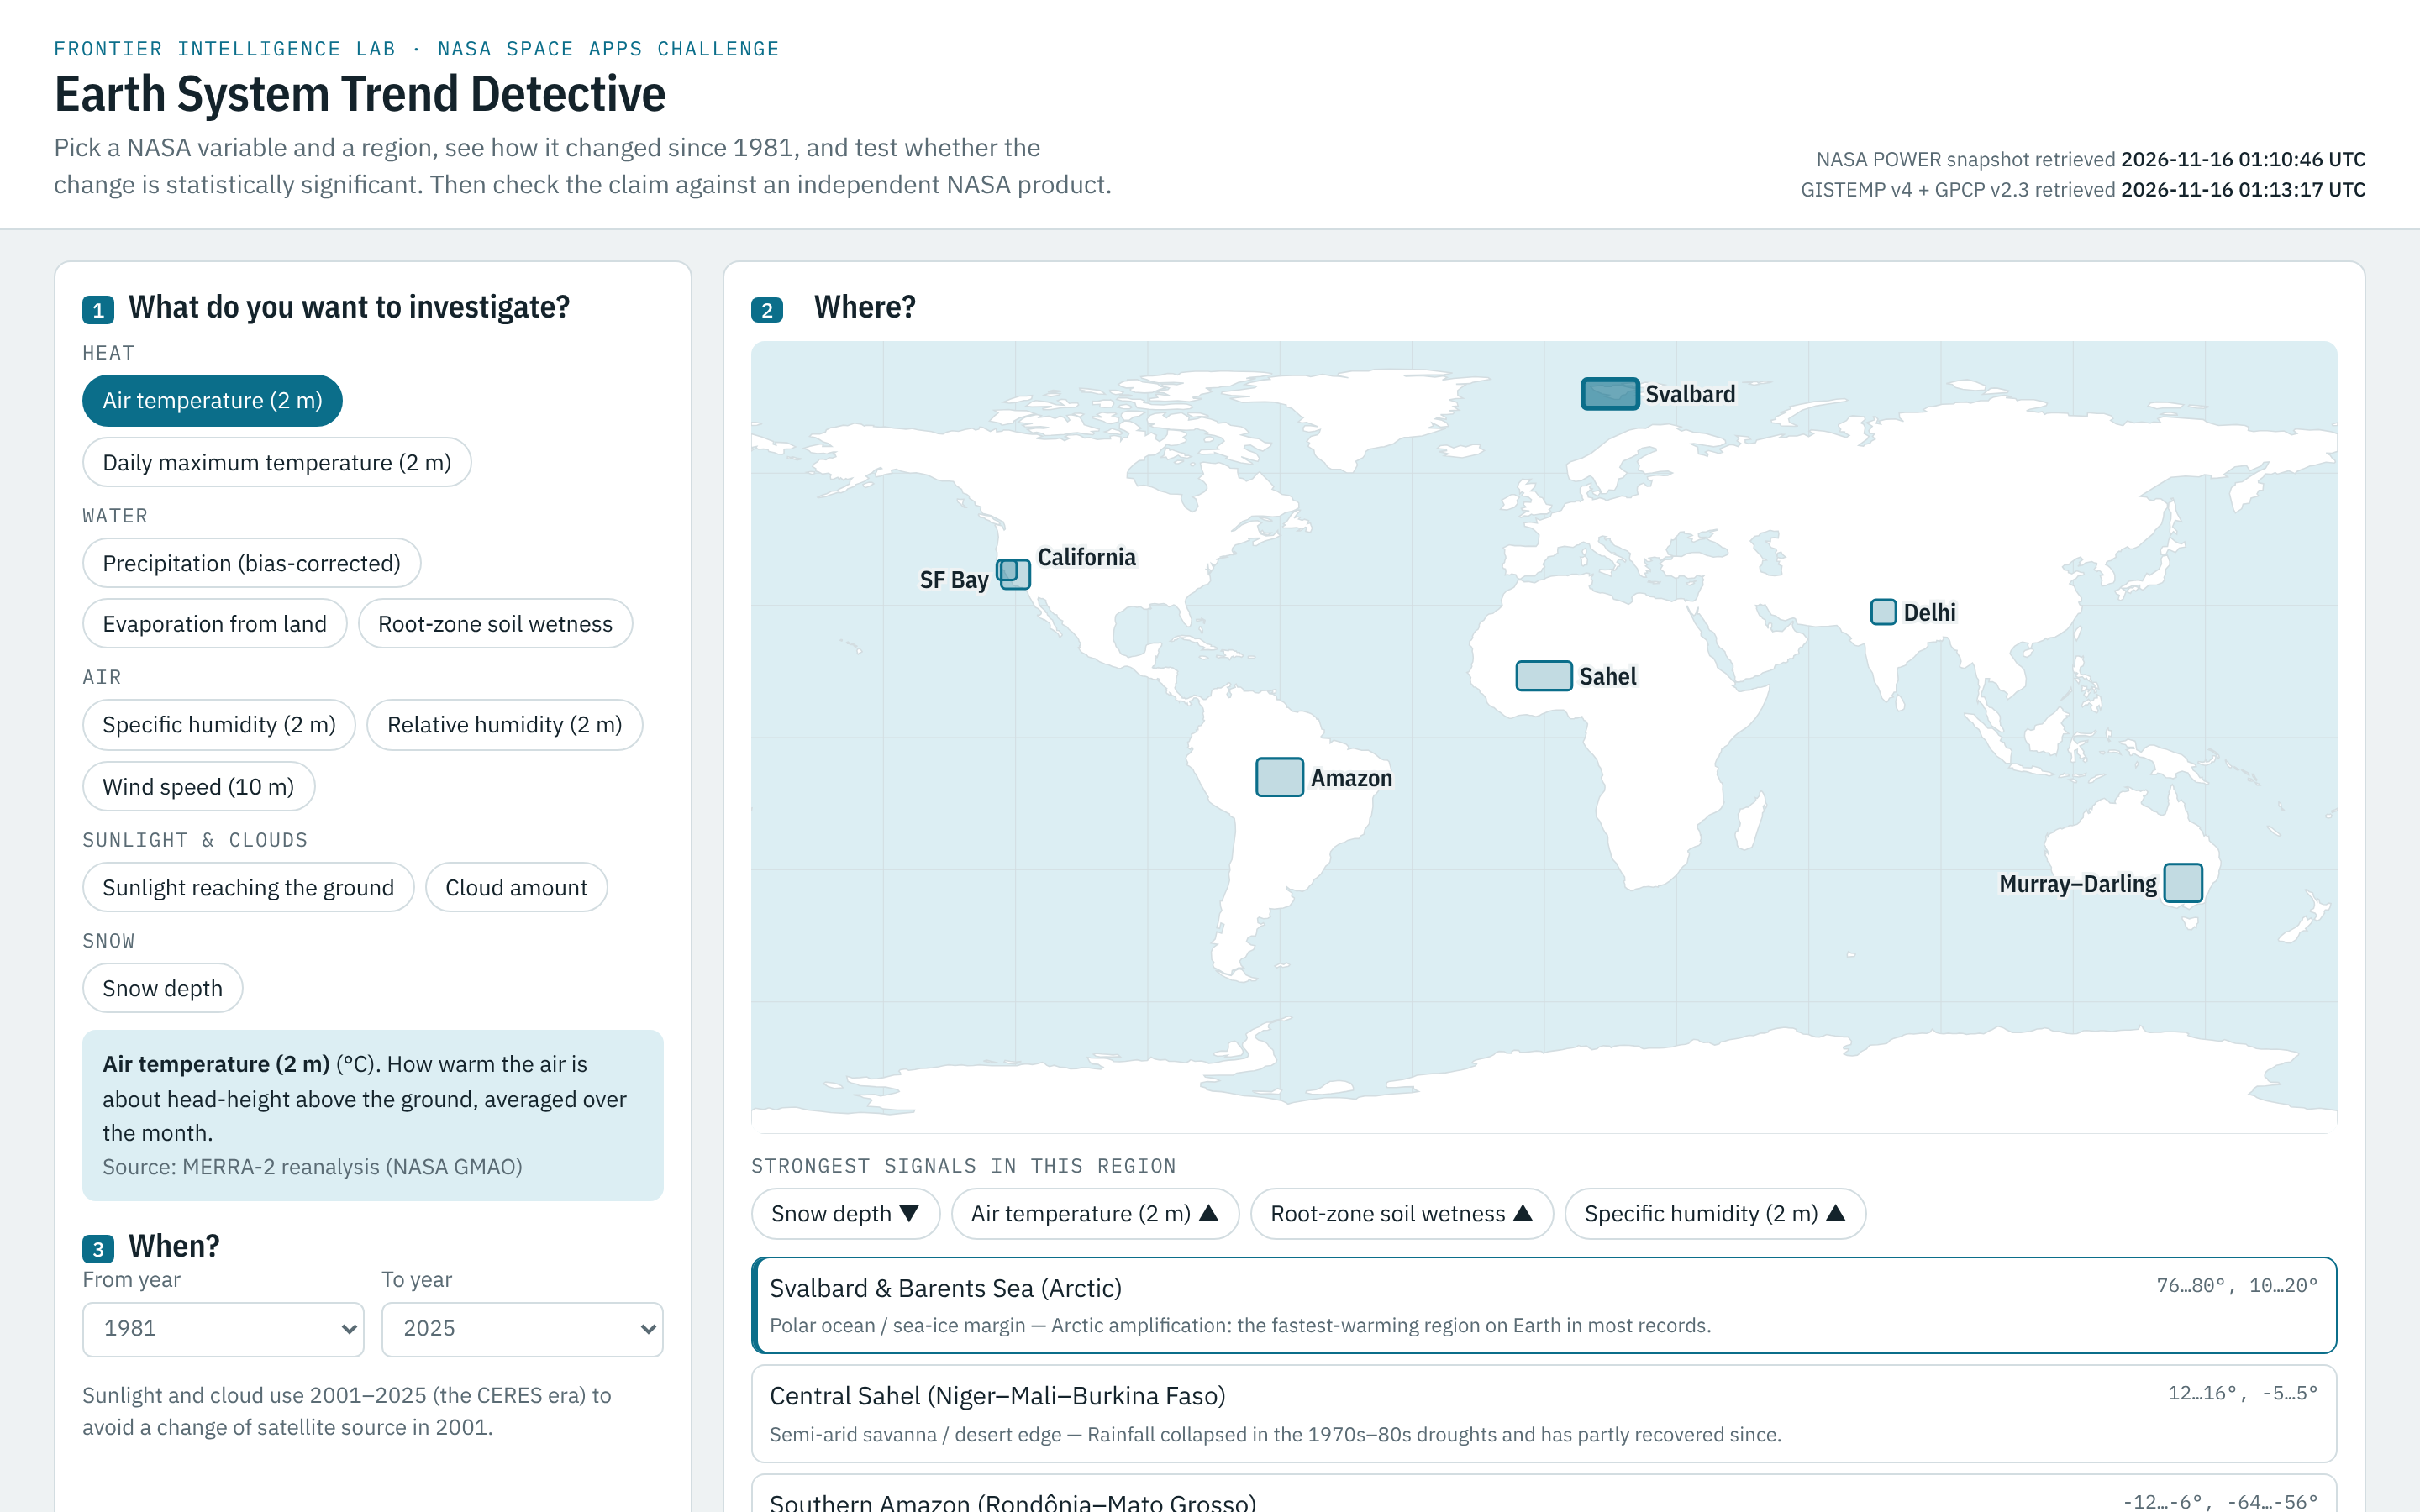 FRONTIER INTELLIGENCE LAB · NASA SPACE APPS CHALLENGE
Earth System Trend Detective
Pick a NASA variable and a region, see how it changed since 1981, and test whether the
change is statistically significant. Then check the claim against an independent NASA product.
NASA POWER snapshot retrieved 2026-11-16 01:10:46 UTC
GISTEMP v4 + GPCP v2.3 retrieved 2026-11-16 01:13:17 UTC
1 What do you want to investigate?
HEAT
Air temperature (2 m)
Daily maximum temperature (2 m)
WATER
Precipitation (bias-corrected)
Evaporation from land
Root-zone soil wetness
AIR
Specific humidity (2 m)
Relative humidity (2 m)
Wind speed (10 m)
SUNLIGHT & CLOUDS
Sunlight reaching the ground
Cloud amount
SNOW
Snow depth
Air temperature (2 m) (°C). How warm the air is
about head-height above the ground, averaged over
the month.
Source: MERRA-2 reanalysis (NASA GMAO)
3 When?
From year
To year
1981
2025
Sunlight and cloud use 2001–2025 (the CERES era) to
avoid a change of satellite source in 2001.
2 Where?
Svalbard
California
SF Bay
Delhi
Sahel
Amazon
Murray–Darling
STRONGEST SIGNALS IN THIS REGION
Snow depth ▼
Air temperature (2 m) ▲
Root-zone soil wetness ▲
Specific humidity (2 m) ▲
Svalbard & Barents Sea (Arctic)
76…80°, 10…20°
Polar ocean / sea-ice margin — Arctic amplification: the fastest-warming region on Earth in most records.
Central Sahel (Niger–Mali–Burkina Faso)
12…16°, -5…5°
Semi-arid savanna / desert edge — Rainfall collapsed in the 1970s–80s droughts and has partly recovered since.
Southern Amazon (Rondônia–Mato Grosso)
-12…-6°, -64…-56°